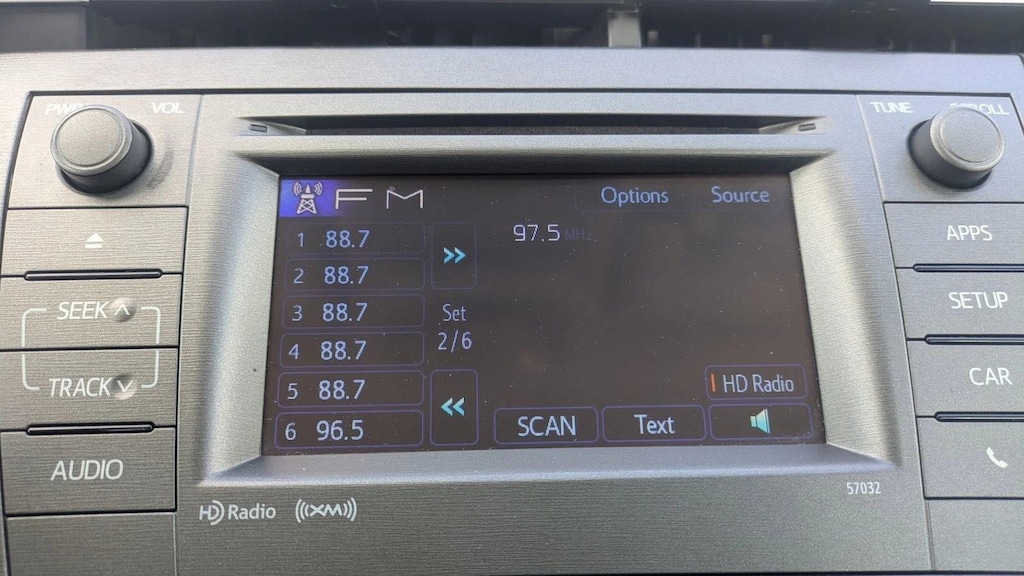 PWR VOL
TUNE SCROLL
FM
Options Source
1 88.7
97.5 MHz
2 88.7
3 88.7
Set
2/6
4 88.7
5 88.7
HD Radio
6 96.5
SCAN Text
SEEK
TRACK
AUDIO
APPS
SETUP
CAR
57032
HD Radio ((XM))